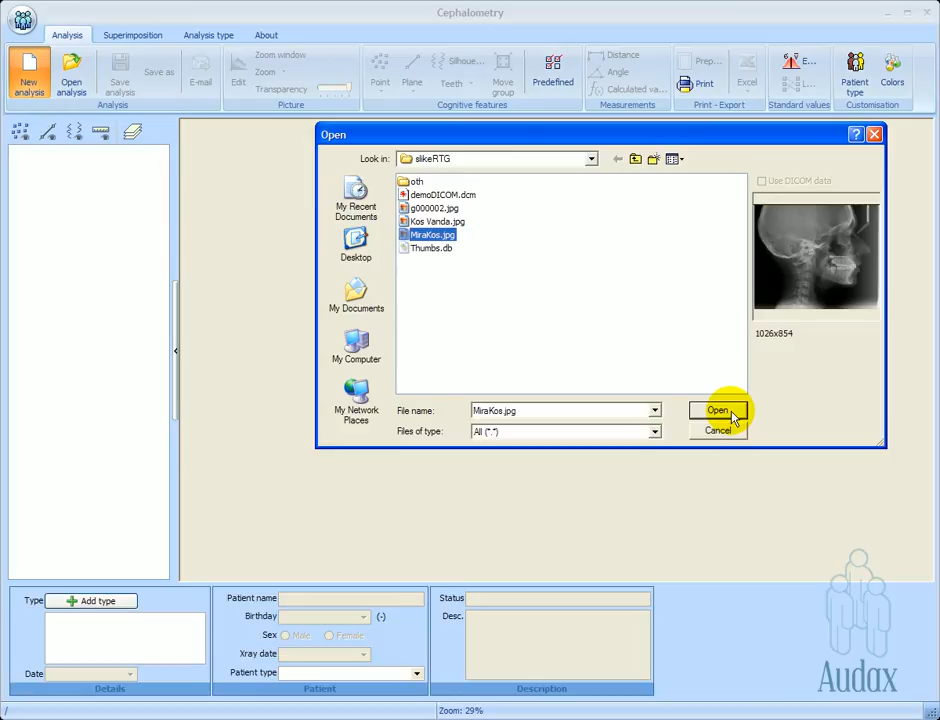 Cephalometry
Analysis
Superimposition
Analysis type
About
New analysis
Open analysis
Save analysis
Save as
E-mail
Analysis
Edit
Zoom window
Zoom
Transparency
Picture
Point
Plane
Silhoue...
Teeth
Move group
Cognitive features
Predefined
Distance
Angle
Calculated va...
Measurements
Prep...
Print
Excel
Print - Export
E...
L...
Standard values
Patient type
Colors
Customisation
Open
Look in:
slikeRTG
My Recent Documents
Desktop
My Documents
My Computer
My Network Places
oth
demoDICOM.dcm
g000002.jpg
Kos Vanda.jpg
MiraKos.jpg
Thumbs.db
Use DICOM data
1026x854
File name:
MiraKos.jpg
Open
Files of type:
All (*.*)
Cancel
Type
Add type
Date
Details
Patient name
Birthday
(-)
Sex
Male
Female
Xray date
Patient type
Patient
Status
Desc.
Description
Audax
/
Zoom: 29%